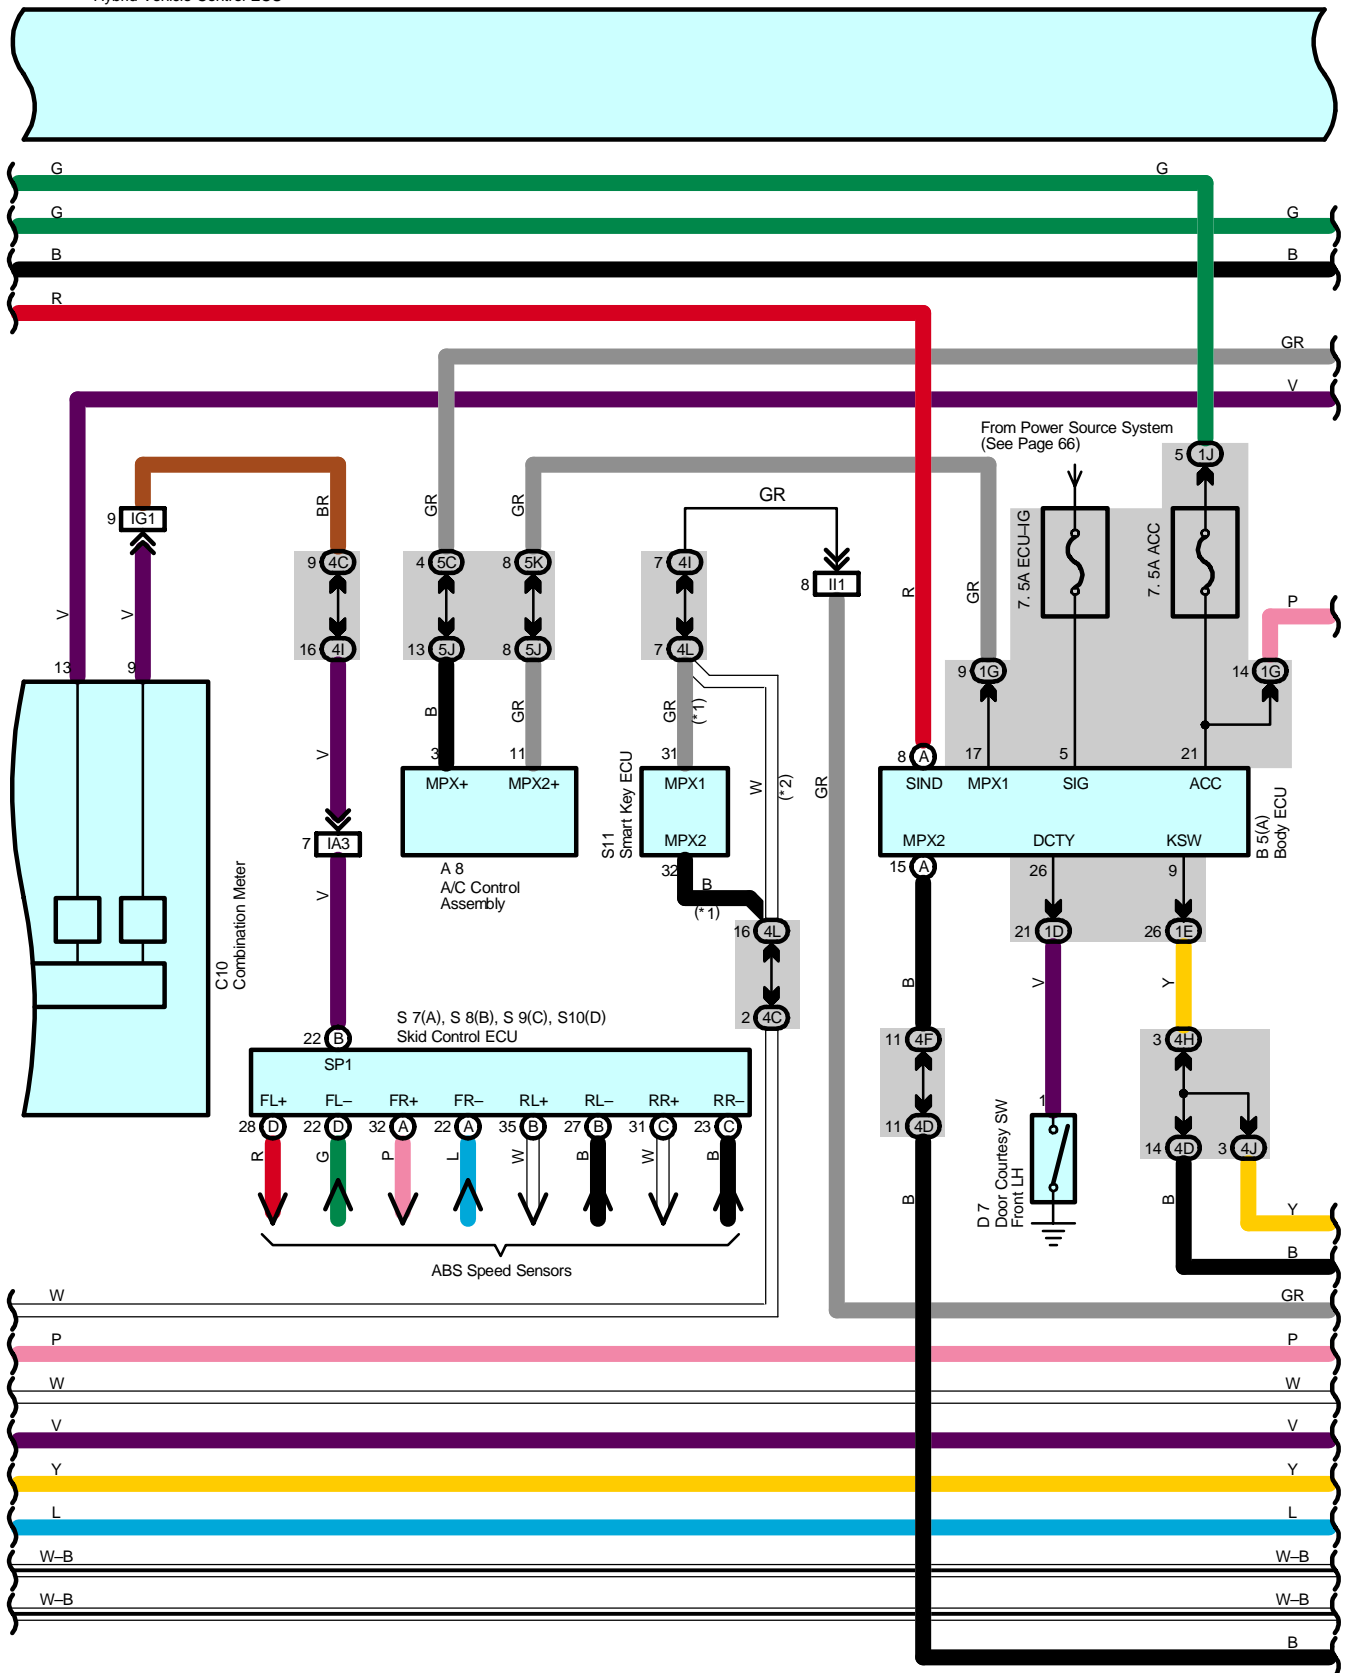 Hybrid Vehicle Control ECU
G
G
G
G
B
B
R
GR
V
From Power Source System
(See Page 66)
5 1J
9 IG1
BR
GR
GR
GR
7. 5A ECU–IG
7. 5A ACC
9 4C
4 5C
8 5K
7 4I
8 II1
R
GR
P
V
V
16 4I
13 5J
8 5J
7 4L
9 1G
14 1G
13
9
V
B
GR
GR
(*1)
W
(*2)
GR
3
11
31
8 A
17
5
21
MPX+
MPX2+
MPX1
SIND
MPX1
SIG
ACC
7 IA3
MPX2
MPX2
DCTY
KSW
S11
Smart Key ECU
B 5(A)
Body ECU
A 8
A/C Control
Assembly
32
15 A
26
9
V
B
(*1)
C10
Combination Meter
16 4L
21 1D
26 1E
B
V
Y
S 7(A), S 8(B), S 9(C), S10(D)
Skid Control ECU
2 4C
22 B
11 4F
3 4H
SP1
FL+
FL–
FR+
FR–
RL+
RL–
RR+
RR–
28 D
22 D
32 A
22 A
35 B
27 B
31 C
23 C
11 4D
1
14 4D
3 4J
R
G
P
L
W
B
W
B
B
B
D 7
Door Courtesy SW
Front LH
Y
ABS Speed Sensors
B
W
GR
P
P
W
W
V
V
Y
Y
L
L
W–B
W–B
W–B
W–B
B